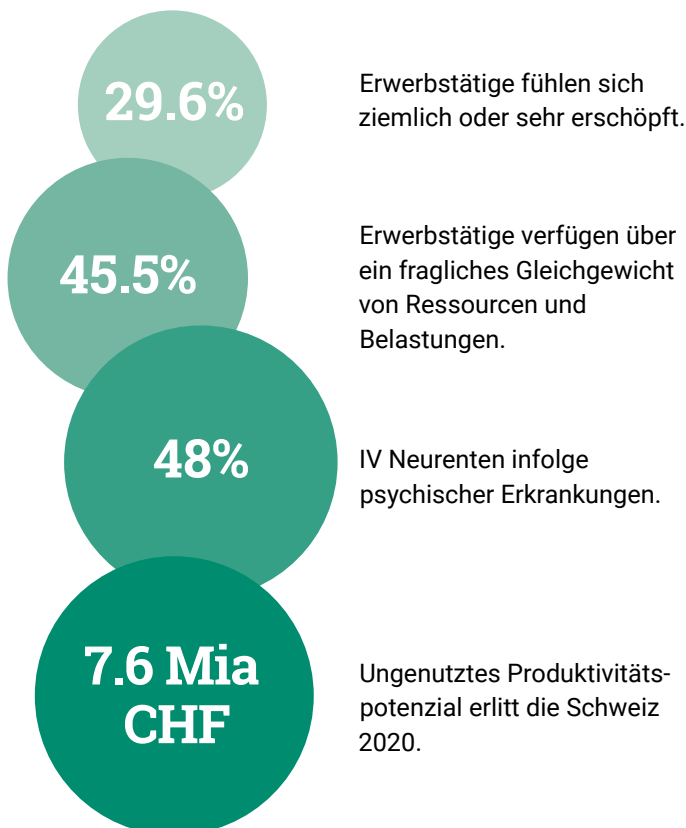 29.6%
Erwerbstätige fühlen sich
ziemlich oder sehr erschöpft.
45.5%
Erwerbstätige verfügen über
ein fragliches Gleichgewicht
von Ressourcen und
Belastungen.
48%
IV Neurenten infolge
psychischer Erkrankungen.
7.6 Mia
CHF
Ungenutztes Produktivitäts-
potenzial erlitt die Schweiz
2020.